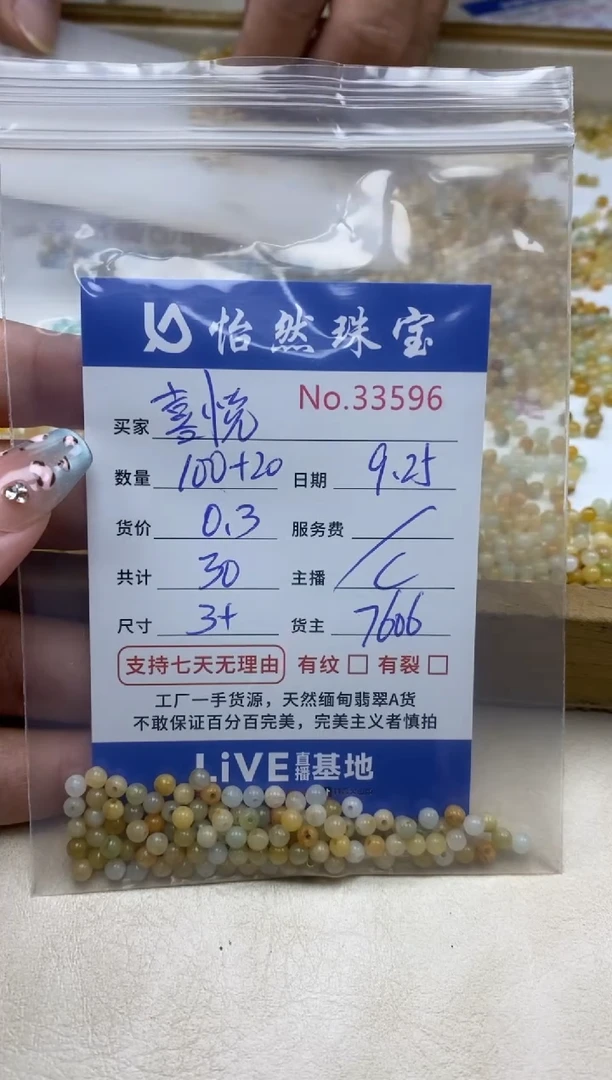 怡然珠宝
No.33596
买家 喜悦
数量 100+20 日期 9.25
货价 0.3 服务费 /
共计 30 主播 C
尺寸 3+ 货主 7606
支持七天无理由 有纹 □ 有裂 □
工厂一手货源，天然缅甸翡翠A货
不敢保证百分百完美，完美主义者慎拍
LiVE直播基地